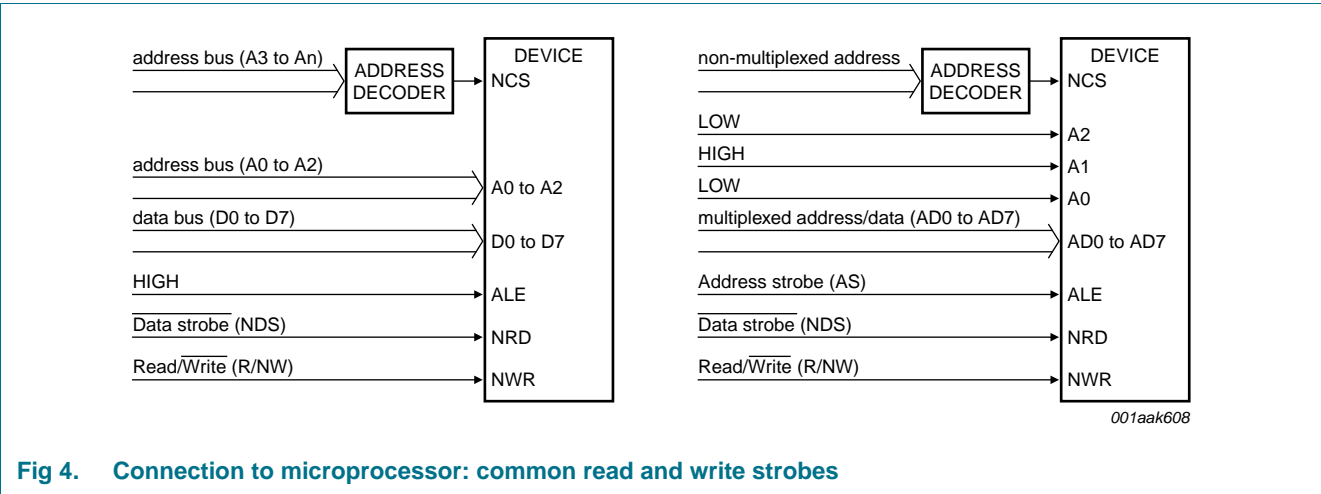 address bus (A3 to An)
ADDRESS
DECODER
DEVICE
NCS
address bus (A0 to A2)
A0 to A2
data bus (D0 to D7)
D0 to D7
HIGH
ALE
Data strobe (NDS)
NRD
Read/Write (R/NW)
NWR
non-multiplexed address
ADDRESS
DECODER
DEVICE
NCS
LOW
A2
HIGH
A1
LOW
A0
multiplexed address/data (AD0 to AD7)
AD0 to AD7
Address strobe (AS)
ALE
Data strobe (NDS)
NRD
Read/Write (R/NW)
NWR
001aak608
Fig 4. Connection to microprocessor: common read and write strobes